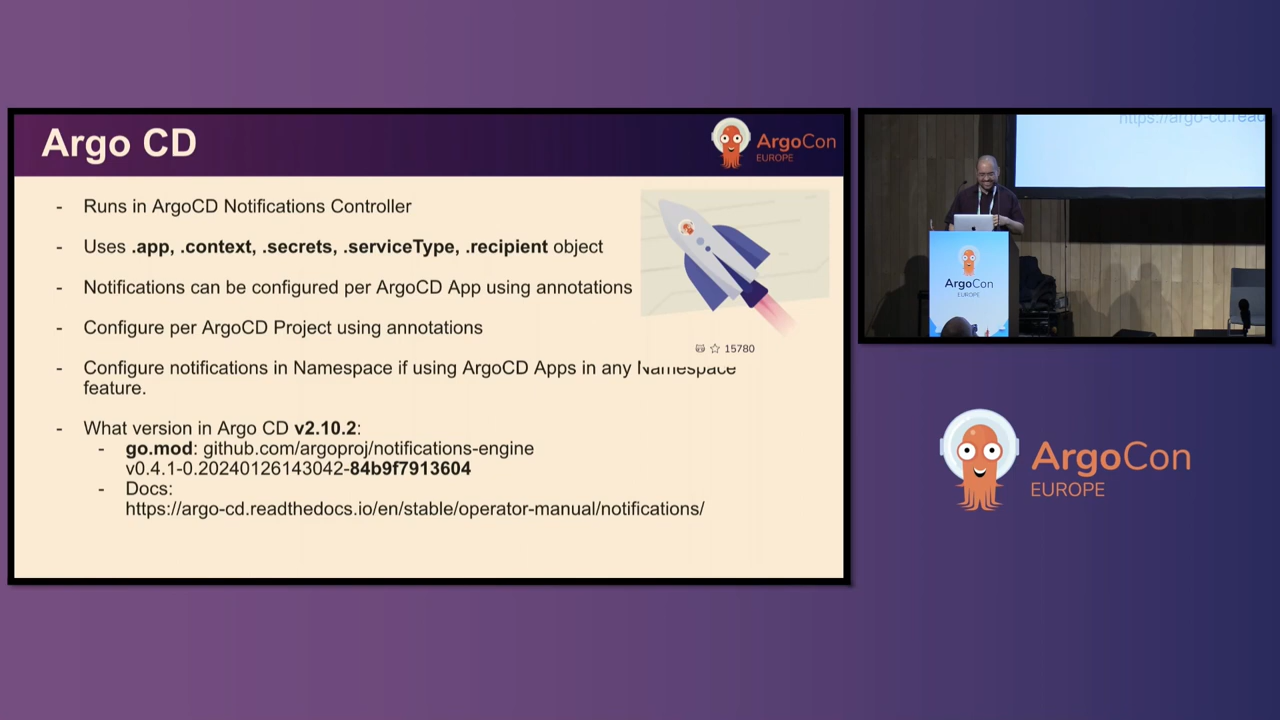 Argo CD
ArgoCon
EUROPE
- Runs in ArgoCD Notifications Controller
- Uses .app, .context, .secrets, .serviceType, .recipient object
- Notifications can be configured per ArgoCD App using annotations
- Configure per ArgoCD Project using annotations
15780
- Configure notifications in Namespace if using ArgoCD Apps in any Namespace
feature.
- What version in Argo CD v2.10.2:
- go.mod: github.com/argoproj/notifications-engine
v0.4.1-0.20240126143042-84b9f7913604
- Docs:
https://argo-cd.readthedocs.io/en/stable/operator-manual/notifications/
https://argo-cd.read
ArgoCon
EUROPE
ArgoCon
EUROPE